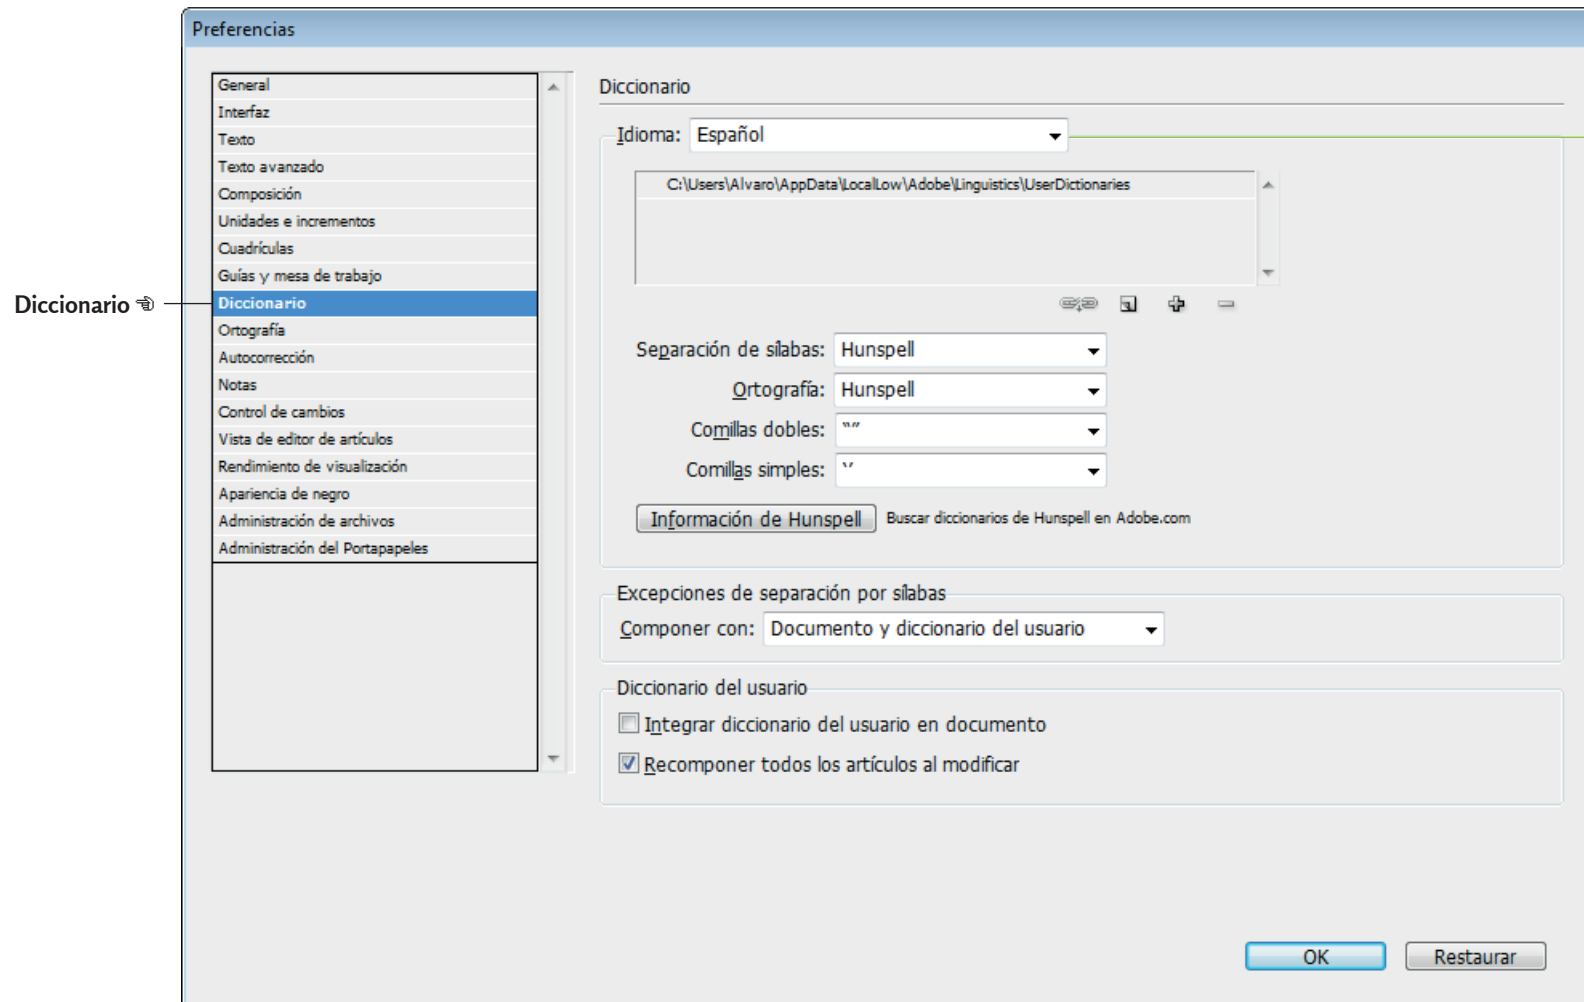 Preferencias
General
Interfaz
Texto
Texto avanzado
Composición
Unidades e incrementos
Cuadrículas
Guías y mesa de trabajo
Diccionario
Diccionario
Ortografía
Autocorrección
Notas
Control de cambios
Vista de editor de artículos
Rendimiento de visualización
Apariencia de negro
Administración de archivos
Administración del Portapapeles
Diccionario
Idioma: Español
C:\Users\Alvaro\AppData\LocalLow\Adobe\Linguistics\UserDictionaries
Separación de sílabas: Hunspell
Ortografía: Hunspell
Comillas dobles: “”
Comillas simples: ‘’
Información de Hunspell Buscar diccionarios de Hunspell en Adobe.com
Excepciones de separación por sílabas
Componer con: Documento y diccionario del usuario
Diccionario del usuario
Integrar diccionario del usuario en documento
Recomponer todos los artículos al modificar
OK Restaurar